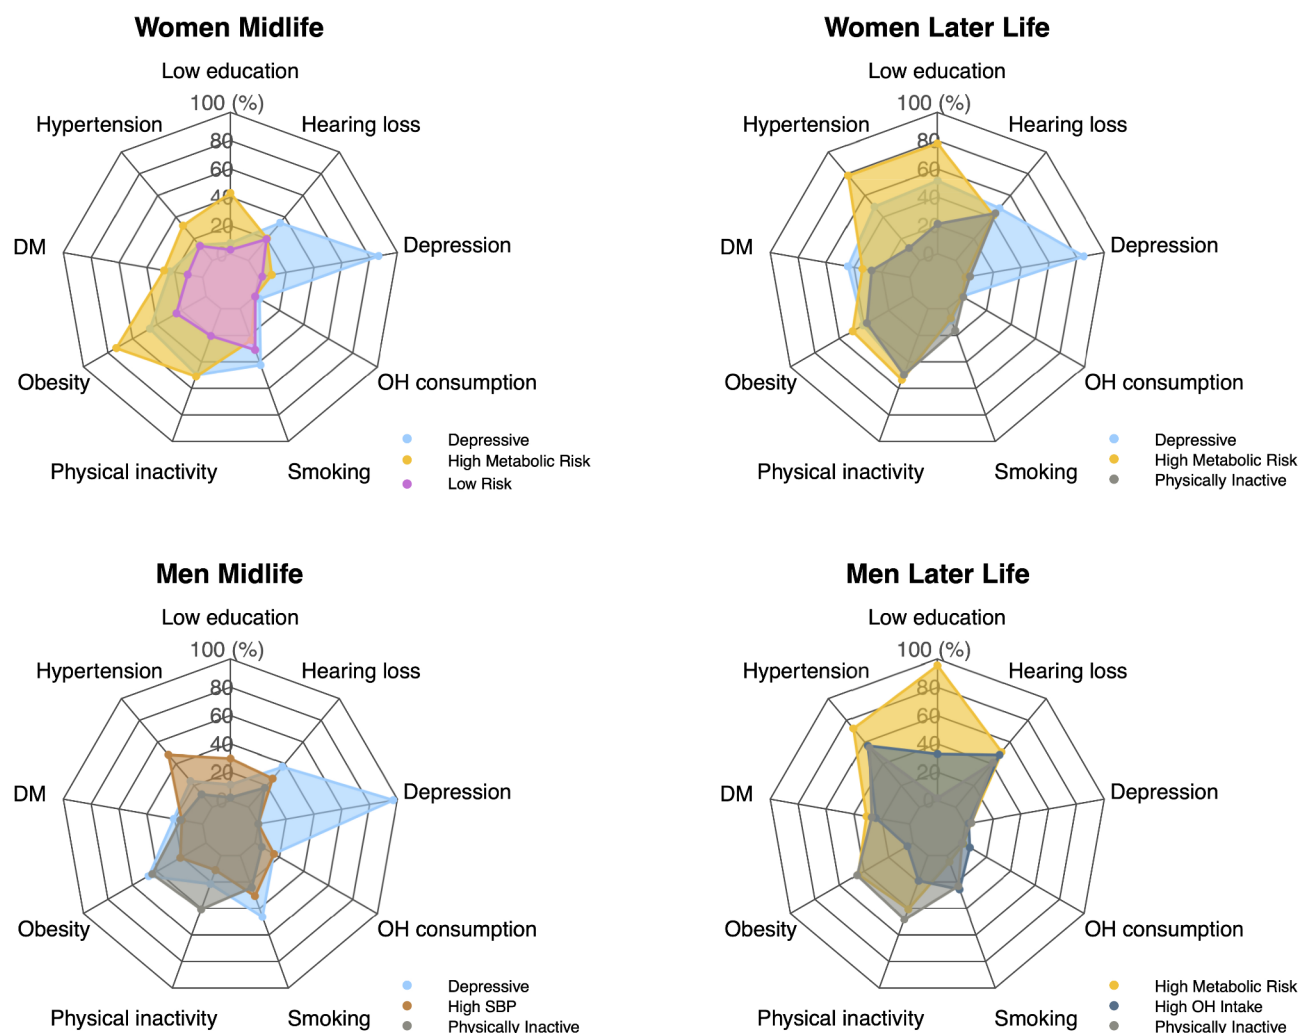 Women Midlife
Low education
100 (%)
Hypertension
Hearing loss
80
60
40
20
0
DM
Depression
Obesity
OH consumption
Physical inactivity
Smoking
Depressive
High Metabolic Risk
Low Risk
Women Later Life
Low education
100 (%)
Hypertension
Hearing loss
80
60
40
20
0
DM
Depression
Obesity
OH consumption
Physical inactivity
Smoking
Depressive
High Metabolic Risk
Physically Inactive
Men Midlife
Low education
100 (%)
Hypertension
Hearing loss
80
60
40
20
0
DM
Depression
Obesity
OH consumption
Physical inactivity
Smoking
Depressive
High SBP
Physically Inactive
Men Later Life
Low education
100 (%)
Hypertension
Hearing loss
80
60
40
20
0
DM
Depression
Obesity
OH consumption
Physical inactivity
Smoking
High Metabolic Risk
High OH Intake
Physically Inactive